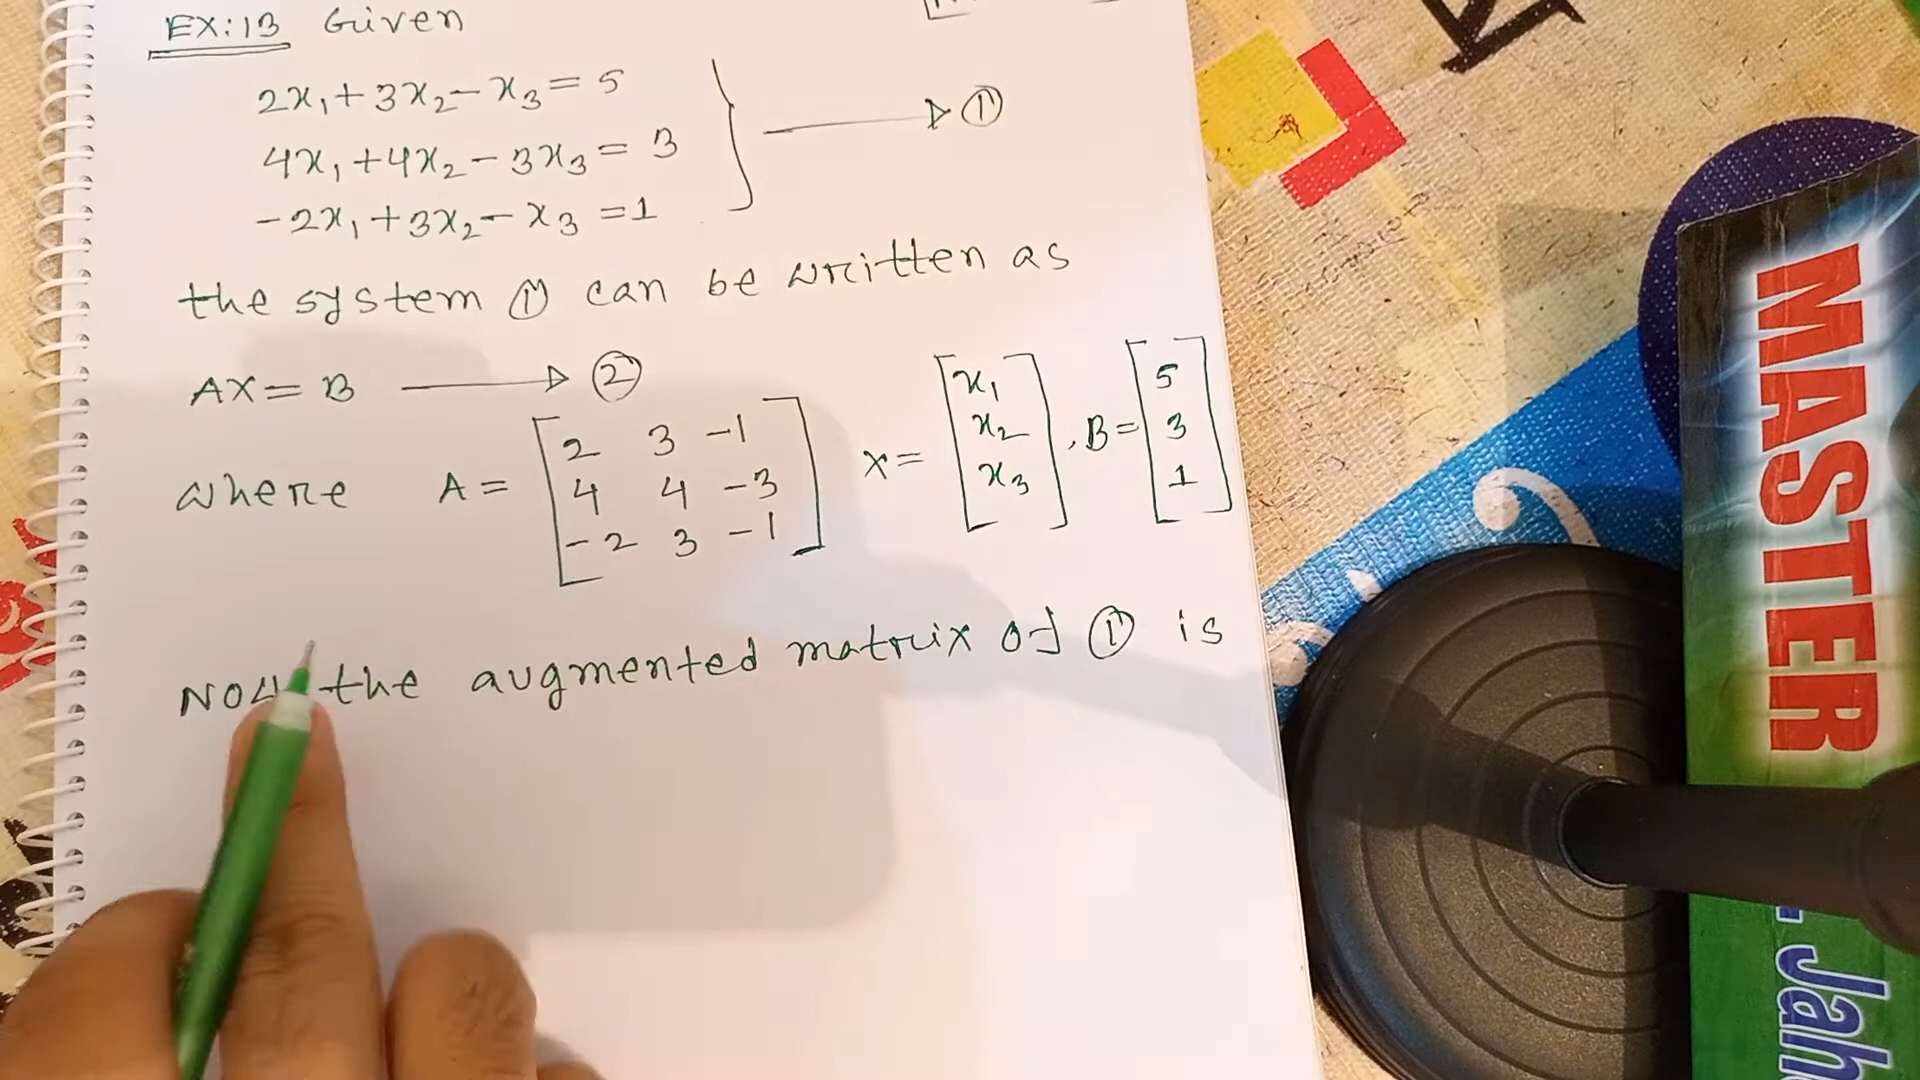 EX:13 Given
2x₁+3x₂-x₃=5
4x₁+4x₂-3x₃=3
-2x₁+3x₂-x₃=1
①
the system ① can be written as
AX=B ②
where A= [2 3 -1
4 4 -3
-2 3 -1]
X= [x₁
x₂
x₃]
, B= [5
3
1]
Now the augmented matrix of ① is
MASTER
Jah